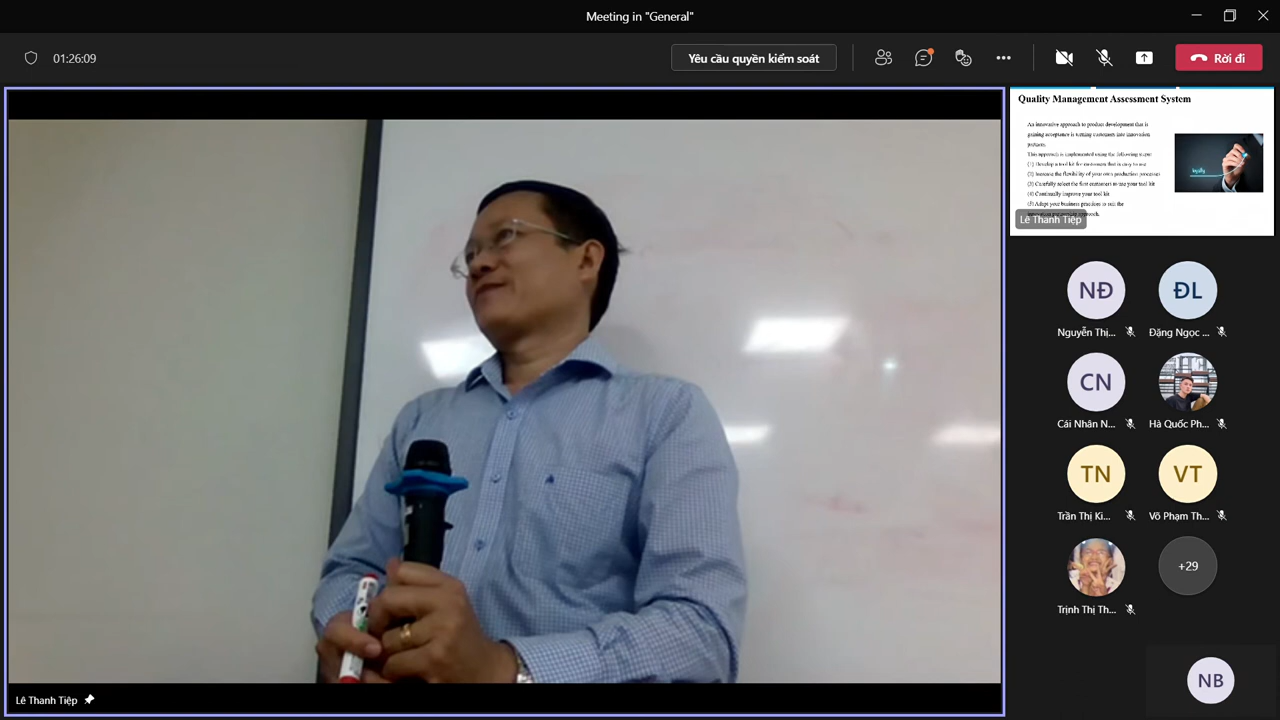 Meeting in "General"
01:26:09
Yêu cầu quyền kiểm soát
Rời đi
Quality Management Assessment System
An innovative approach to product development that is
gaining acceptance is turning customers into innovation
partners.
This approach is implemented using the following steps:
(1) Develop a tool kit for customers that is easy to use
(2) Increase the flexibility of your own production processes
(3) Carefully select the first customers to use your tool kit
(4) Continually improve your tool kit
(5) Adapt your business practices to suit the
loyalty
Lê Thanh Tiệp
NĐ
ĐL
Nguyễn Thị...
Đặng Ngọc ...
CN
Cái Nhân N...
Hà Quốc Ph...
TN
VT
Trần Thị Ki...
Võ Phạm Th...
+29
Trịnh Thị Th...
NB
Lê Thanh Tiệp